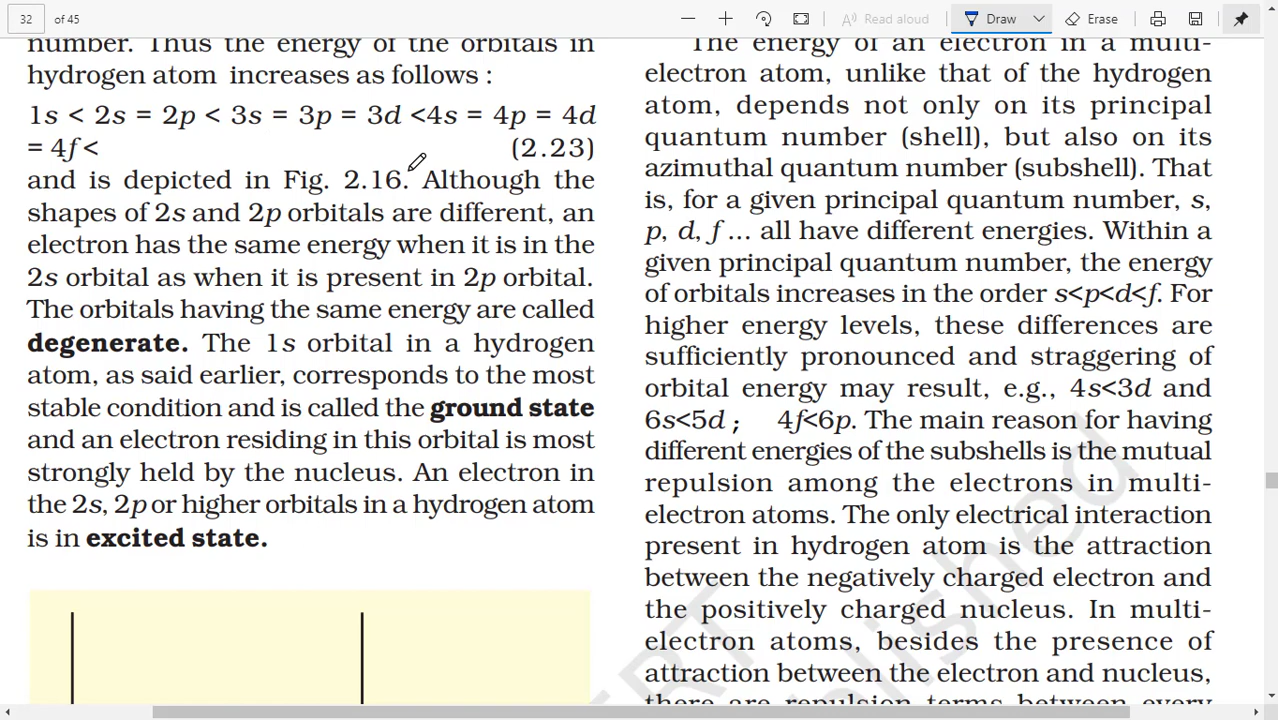 32 of 45
Read aloud
Draw
Erase
number. Thus the energy of the orbitals in
hydrogen atom increases as follows :
1s < 2s = 2p < 3s = 3p = 3d <4s = 4p = 4d
= 4f < (2.23)
and is depicted in Fig. 2.16. Although the
shapes of 2s and 2p orbitals are different, an
electron has the same energy when it is in the
2s orbital as when it is present in 2p orbital.
The orbitals having the same energy are called
degenerate. The 1s orbital in a hydrogen
atom, as said earlier, corresponds to the most
stable condition and is called the ground state
and an electron residing in this orbital is most
strongly held by the nucleus. An electron in
the 2s, 2p or higher orbitals in a hydrogen atom
is in excited state.
The energy of an electron in a multi-
electron atom, unlike that of the hydrogen
atom, depends not only on its principal
quantum number (shell), but also on its
azimuthal quantum number (subshell). That
is, for a given principal quantum number, s,
p, d, f ... all have different energies. Within a
given principal quantum number, the energy
of orbitals increases in the order s<p<d<f. For
higher energy levels, these differences are
sufficiently pronounced and straggering of
orbital energy may result, e.g., 4s<3d and
6s<5d ; 4f<6p. The main reason for having
different energies of the subshells is the mutual
repulsion among the electrons in multi-
electron atoms. The only electrical interaction
present in hydrogen atom is the attraction
between the negatively charged electron and
the positively charged nucleus. In multi-
electron atoms, besides the presence of
attraction between the electron and nucleus,
there are repulsion terms between every